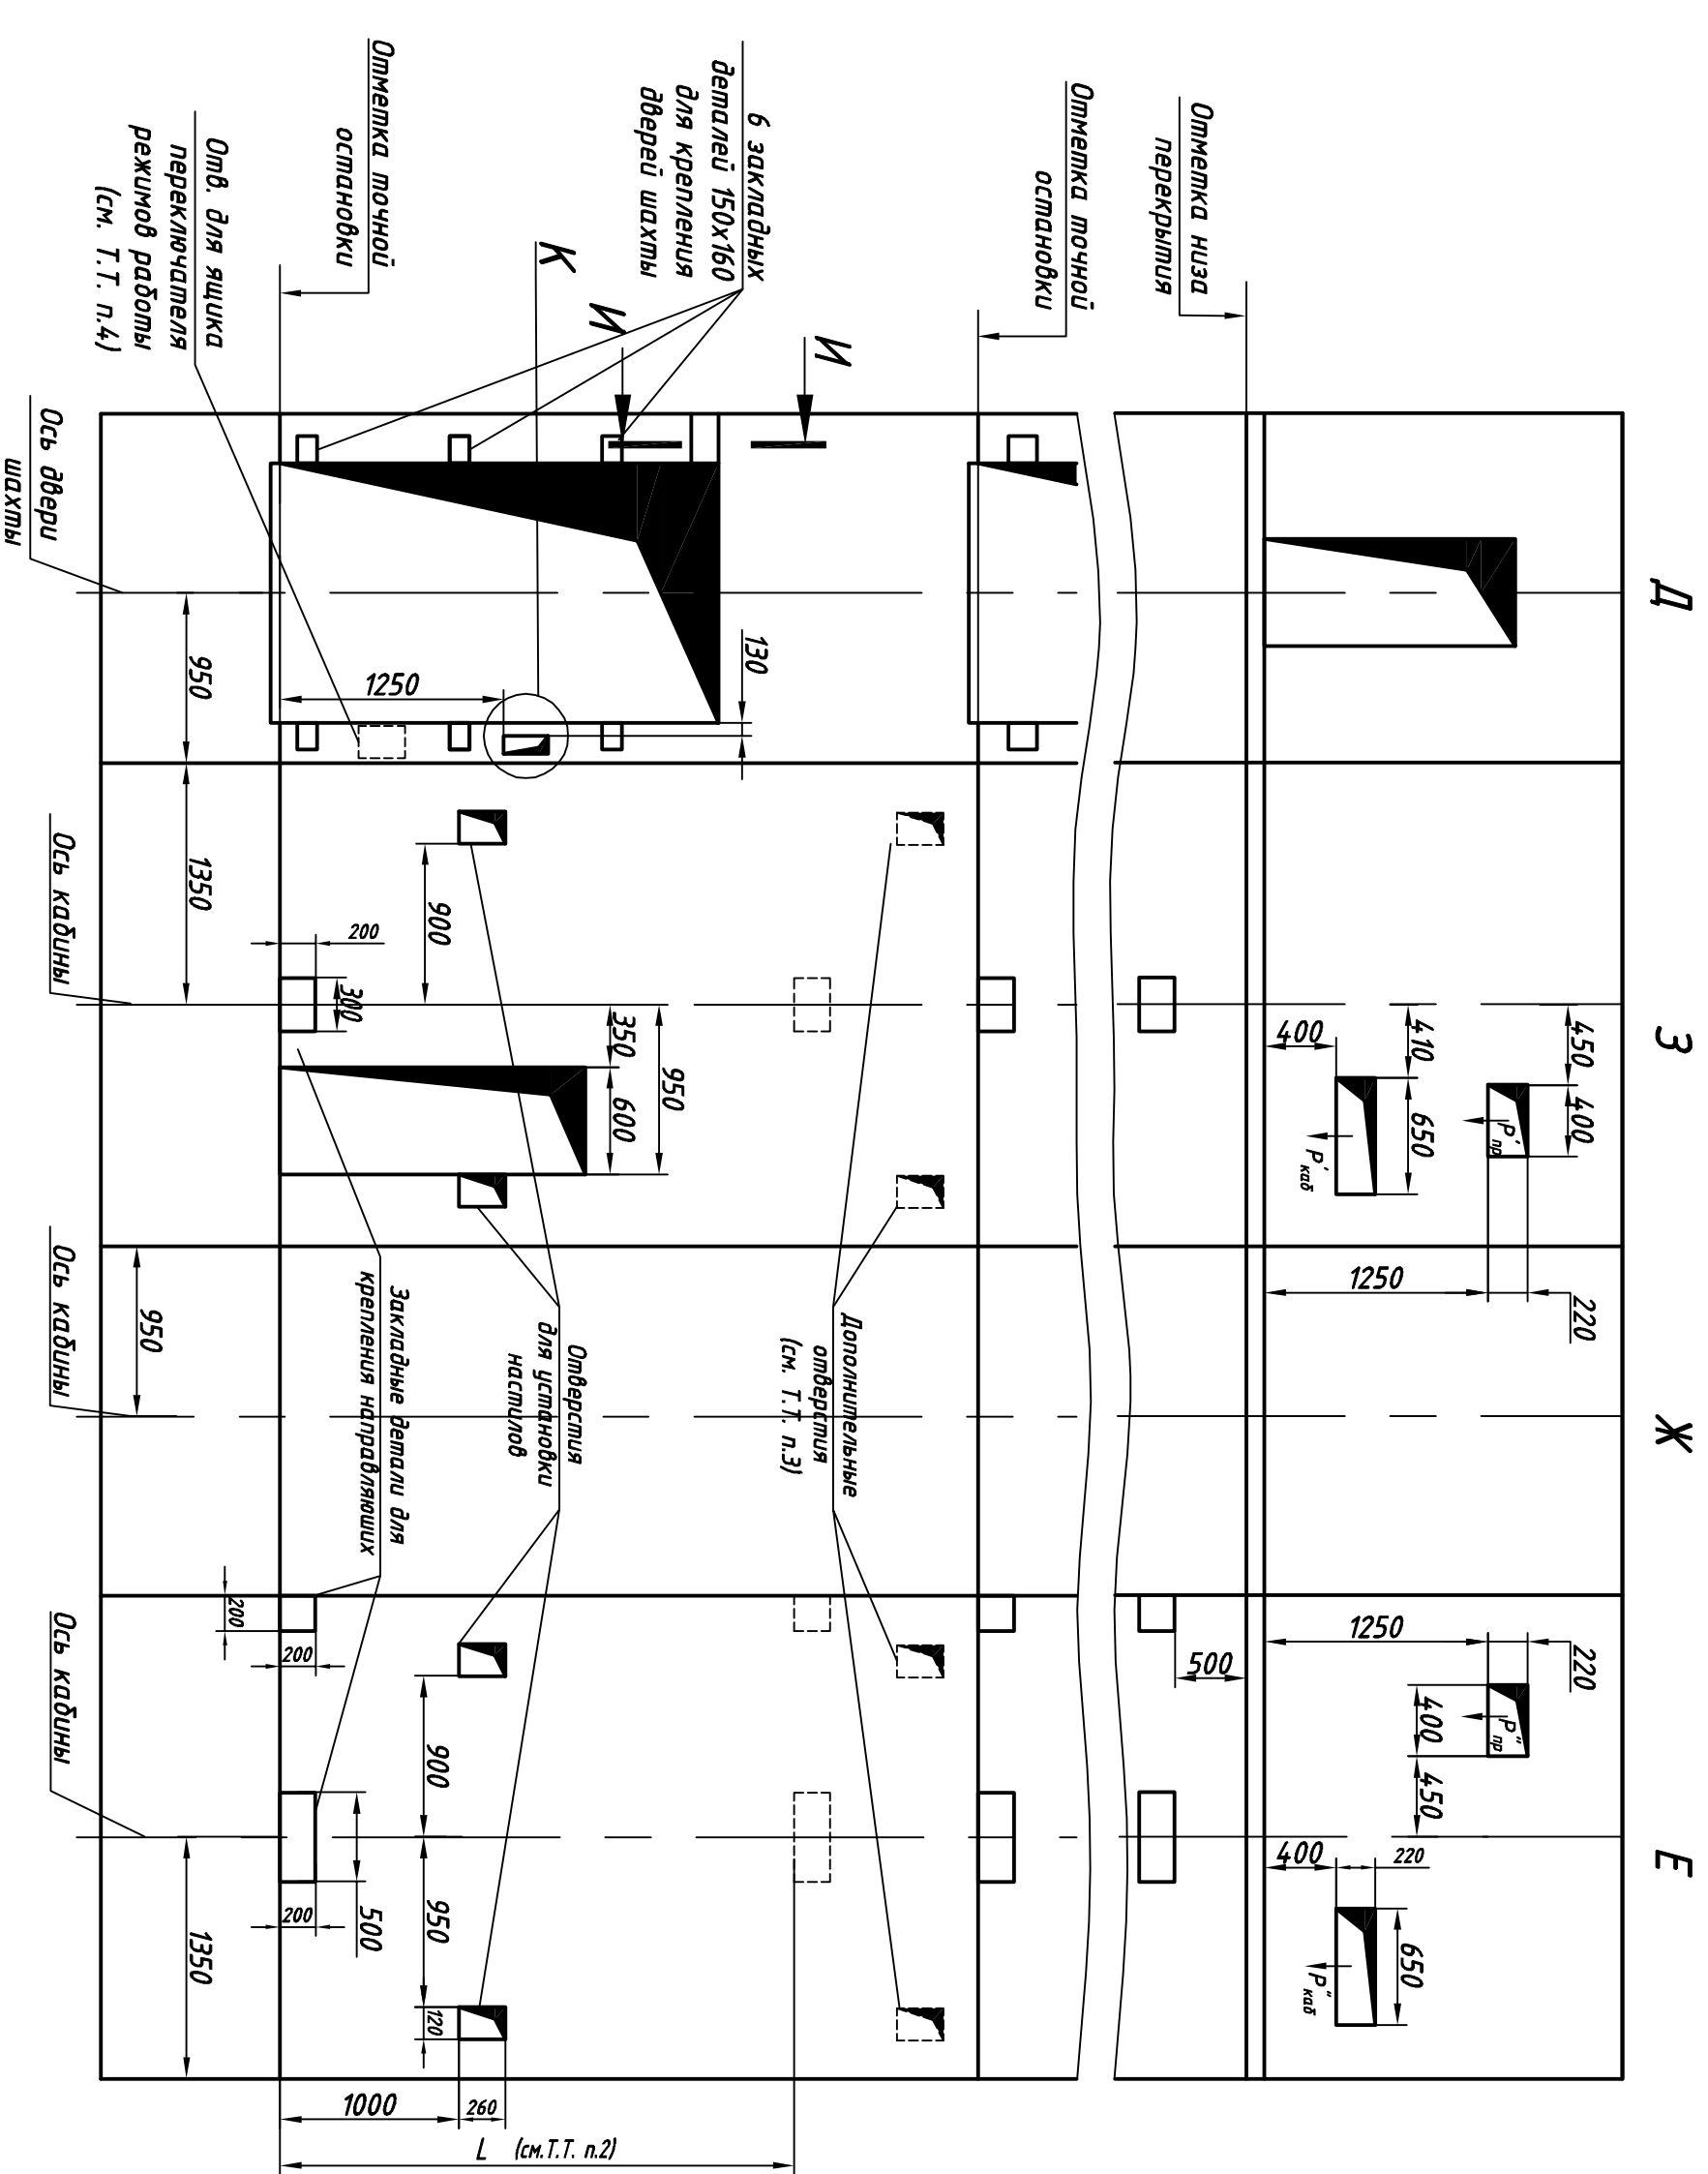 Д
З
Ж
Е
Отметка низа
перекрытия
Отметка точной
остановки
6 закладных
деталей 150х160
для крепления
дверей шахты
И
И
К
Отметка точной
остановки
Отв. для ящика
переключателя
режимов работы
(см. Т.Т. п.4)
Ось двери
шахты
950
1250
130
1350
Ось кабины
900
200
300
350
600
950
450
400
410
650
400
P'пр
P'каб
1250
220
Ось кабины
950
Дополнительные
отверстия
(см. Т.Т. п.3)
Отверстия
для установки
настилов
Закладные детали для
крепления направляющих
1250
220
500
400
450
P"пр
400
220
650
P"каб
200
200
900
950
120
500
200
1350
Ось кабины
1000
260
L (см.Т.Т. п.2)